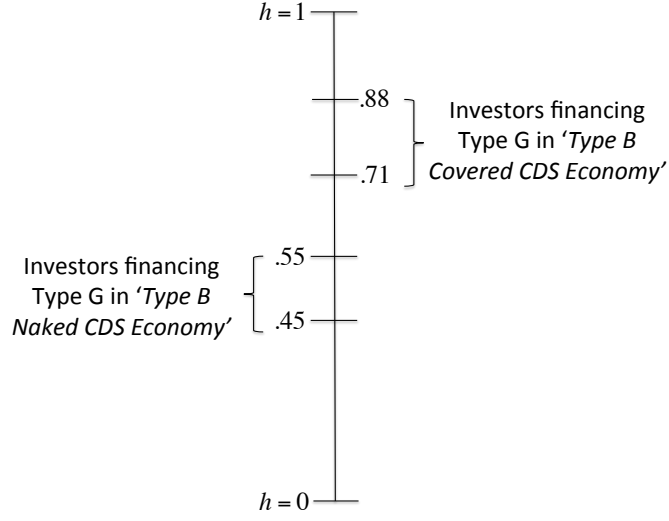 h = 1
.88
Investors financing
Type G in ‘Type B
Covered CDS Economy’
.71
.55
Investors financing
Type G in ‘Type B
Naked CDS Economy’
.45
h = 0